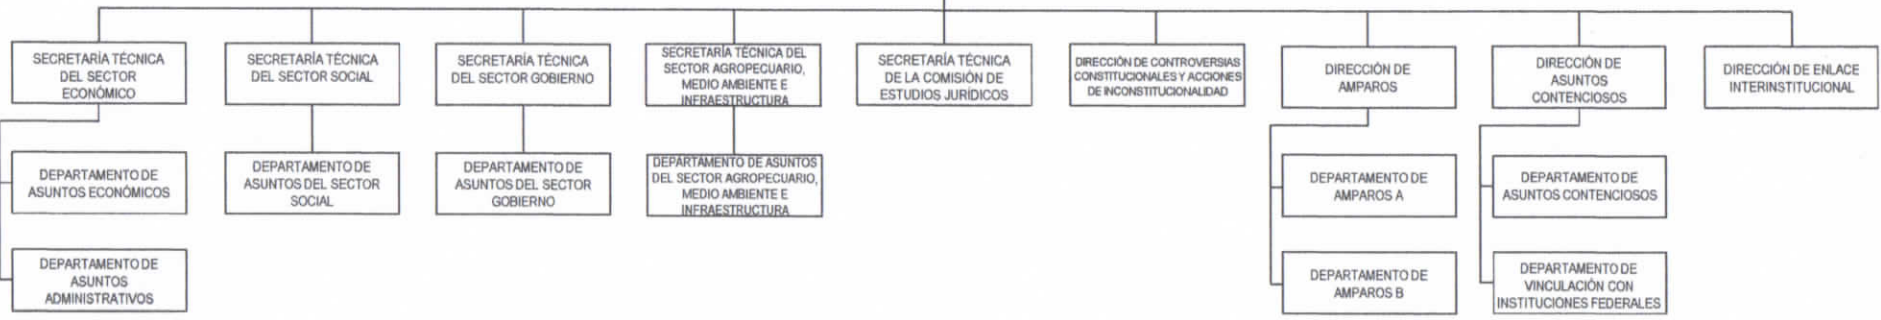 SECRETARÍA TÉCNICA
DEL SECTOR
ECONÓMICO
SECRETARÍA TÉCNICA
DEL SECTOR SOCIAL
SECRETARÍA TÉCNICA
DEL SECTOR GOBIERNO
SECRETARÍA TÉCNICA DEL
SECTOR AGROPECUARIO,
MEDIO AMBIENTE E
INFRAESTRUCTURA
SECRETARÍA TÉCNICA
DE LA COMISIÓN DE
ESTUDIOS JURÍDICOS
DIRECCIÓN DE CONTROVERSIAS
CONSTITUCIONALES Y ACCIONES
DE INCONSTITUCIONALIDAD
DIRECCIÓN DE
AMPAROS
DIRECCIÓN DE
ASUNTOS
CONTENCIOSOS
DIRECCIÓN DE ENLACE
INTERINSTITUCIONAL
DEPARTAMENTO DE
ASUNTOS ECONÓMICOS
DEPARTAMENTO DE
ASUNTOS DEL SECTOR
SOCIAL
DEPARTAMENTO DE
ASUNTOS DEL SECTOR
GOBIERNO
DEPARTAMENTO DE ASUNTOS
DEL SECTOR AGROPECUARIO,
MEDIO AMBIENTE E
INFRAESTRUCTURA
DEPARTAMENTO DE
AMPAROS A
DEPARTAMENTO DE
ASUNTOS CONTENCIOSOS
DEPARTAMENTO DE
ASUNTOS
ADMINISTRATIVOS
DEPARTAMENTO DE
AMPAROS B
DEPARTAMENTO DE
VINCULACIÓN CON
INSTITUCIONES FEDERALES